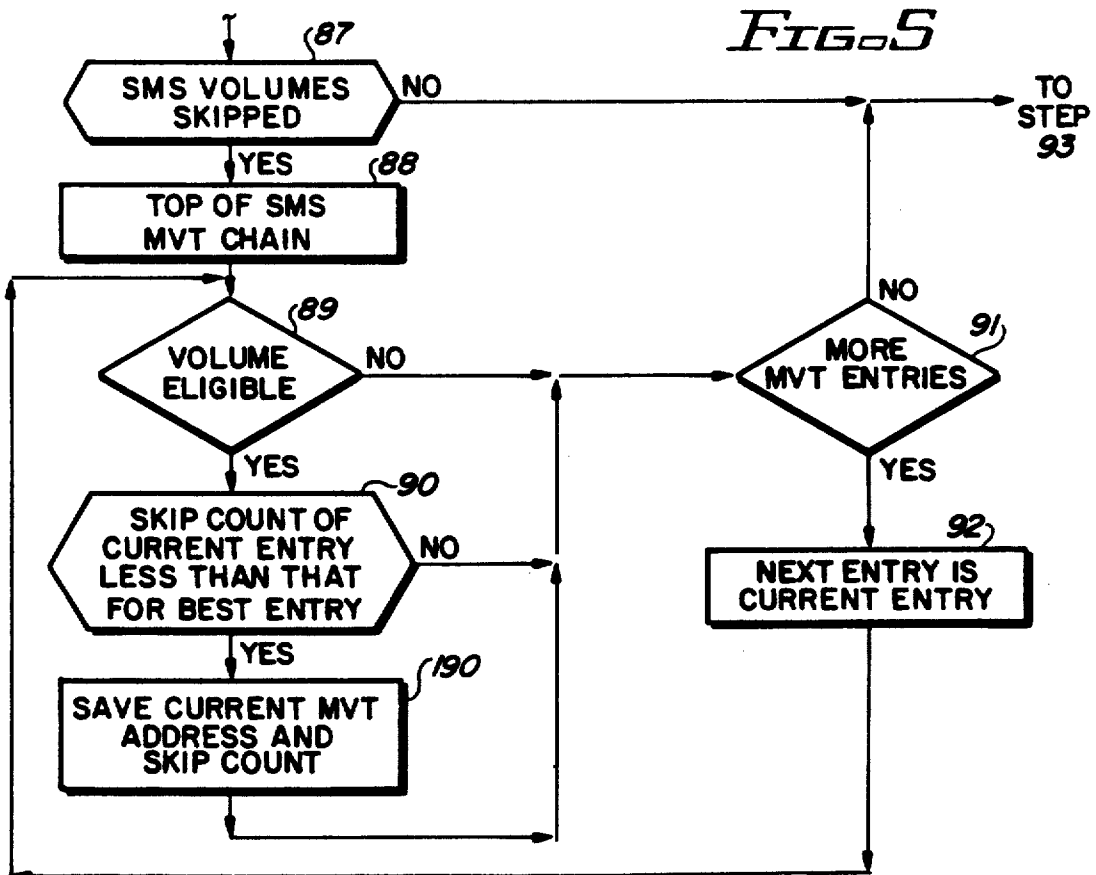 FIG. 5
87
SMS VOLUMES
SKIPPED
NO
TO
STEP
93
YES
88
TOP OF SMS
MVT CHAIN
89
VOLUME
ELIGIBLE
NO
YES
90
SKIP COUNT OF
CURRENT ENTRY
LESS THAN THAT
FOR BEST ENTRY
NO
YES
190
SAVE CURRENT MVT
ADDRESS AND
SKIP COUNT
NO
91
MORE
MVT ENTRIES
YES
92
NEXT ENTRY IS
CURRENT ENTRY